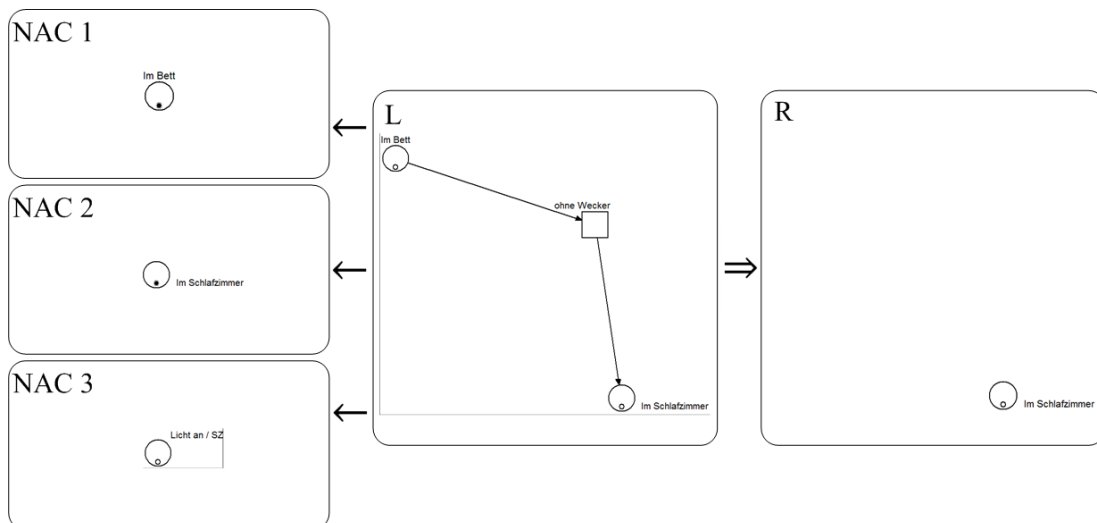 NAC 1
Im Bett
NAC 2
Im Schlafzimmer
NAC 3
Licht an / SZ
L
Im Bett
ohne Wecker
Im Schlafzimmer
R
Im Schlafzimmer